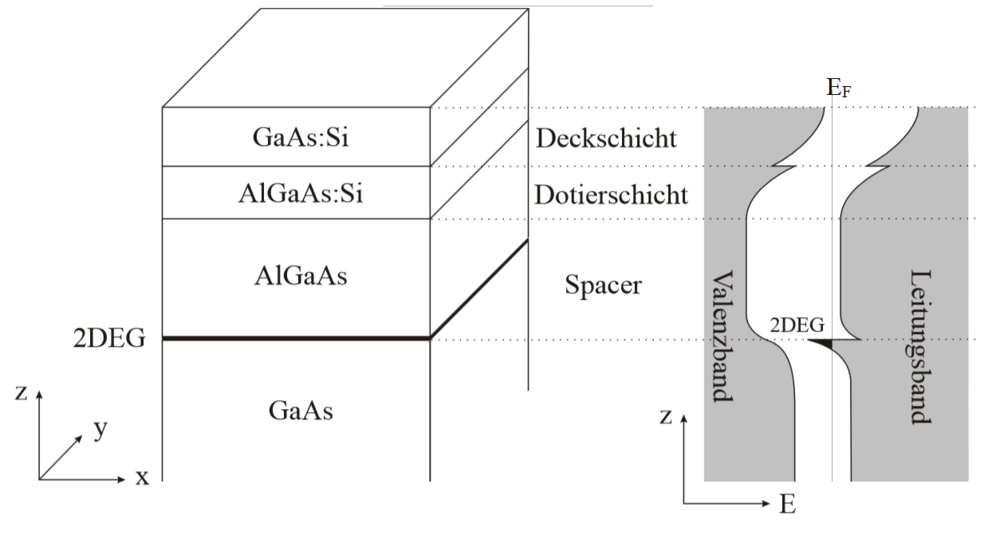 E_F
GaAs:Si
Deckschicht
AlGaAs:Si
Dotierschicht
AlGaAs
Spacer
Valenzband
Leitungsband
2DEG
2DEG
GaAs
z
y
x
z
E